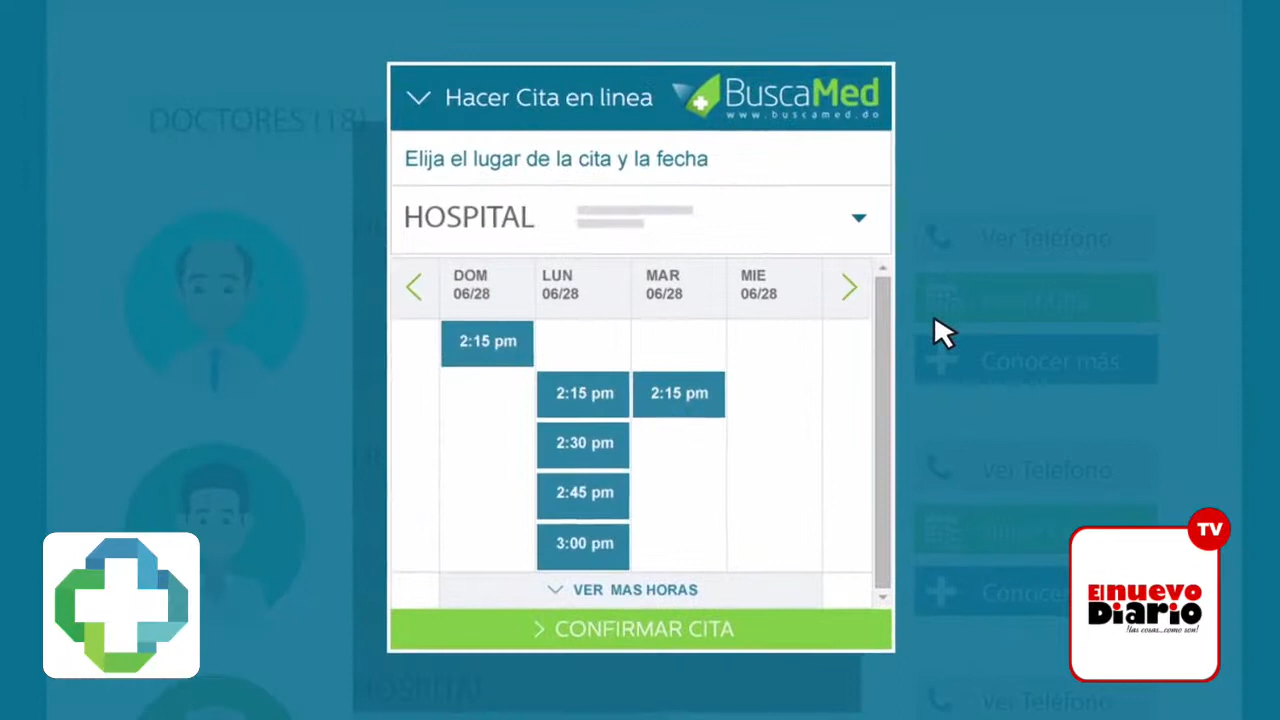 DOCTORES (18)
Hacer Cita en linea
BuscaMed
www.buscamed.do
Elija el lugar de la cita y la fecha
HOSPITAL
DOM LUN MAR MIE
06/28 06/28 06/28 06/28
2:15 pm
2:15 pm 2:15 pm
2:30 pm
2:45 pm
3:00 pm
VER MAS HORAS
CONFIRMAR CITA
Ver Telefono
Conocer más
Ver Telefono
HOSPITAL
Ver Teléfono
TV
El nuevo
Diario
¡las cosas...como son!